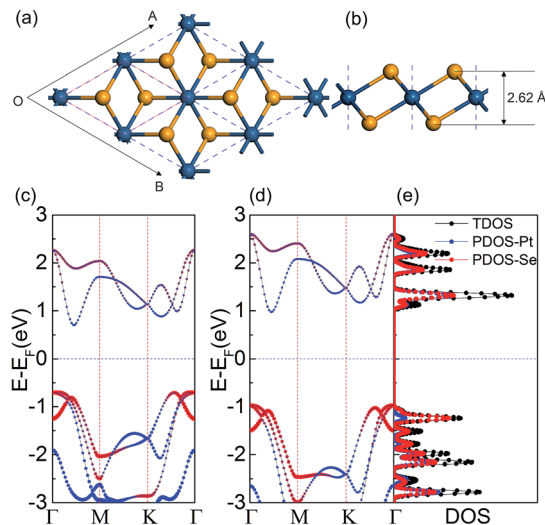 (a)
A
O
B
(b)
2.62 Å
(c)
(d)
(e)
3
2
1
0
-1
-2
-3
E-E_F(eV)
Γ M K Γ
3
2
1
0
-1
-2
-3
E-E_F(eV)
Γ M K Γ
TDOS
PDOS-Pt
PDOS-Se
DOS